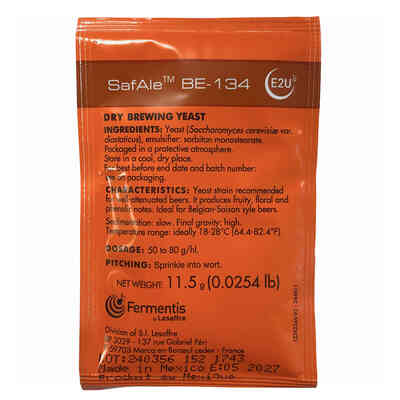 SafAle™ BE-134
E2U
DRY BREWING YEAST
INGREDIENTS: Yeast (Saccharomyces cerevisiae var.
diastaticus), emulsifier: sorbitan monostearate.
Packaged in a protective atmosphere.
Store in a cool, dry place.
For best before end date and batch number:
on packaging.
CHARACTERISTICS: Yeast strain recommended
for well-attenuated beers. It produces fruity, floral and
phenolic notes. Ideal for Belgian-Saison style beers.
Sedimentation: slow. Final gravity: high.
Temperature range: ideally 18-28°C (64.4-82.4°F).
DOSAGE: 50 to 80 g/hl.
PITCHING: Sprinkle into wort.
NET WEIGHT: 11.5 g (0.0254 lb)
Fermentis
by Lesaffre
Division of S.I. Lesaffre
BP 3029 - 137 rue Gabriel Péri
59703 Marcq en Baroeul cedex - France
LOT:240356 152 1743
Made in Mexico E:05 2027
Product de Mexique